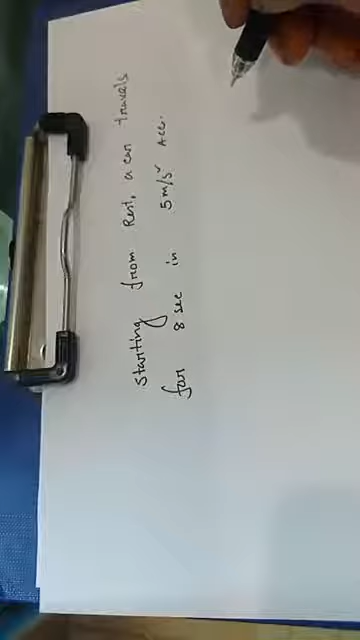 starting from Rest, a car travels
for 8 sec in 5 m/s² Acc.